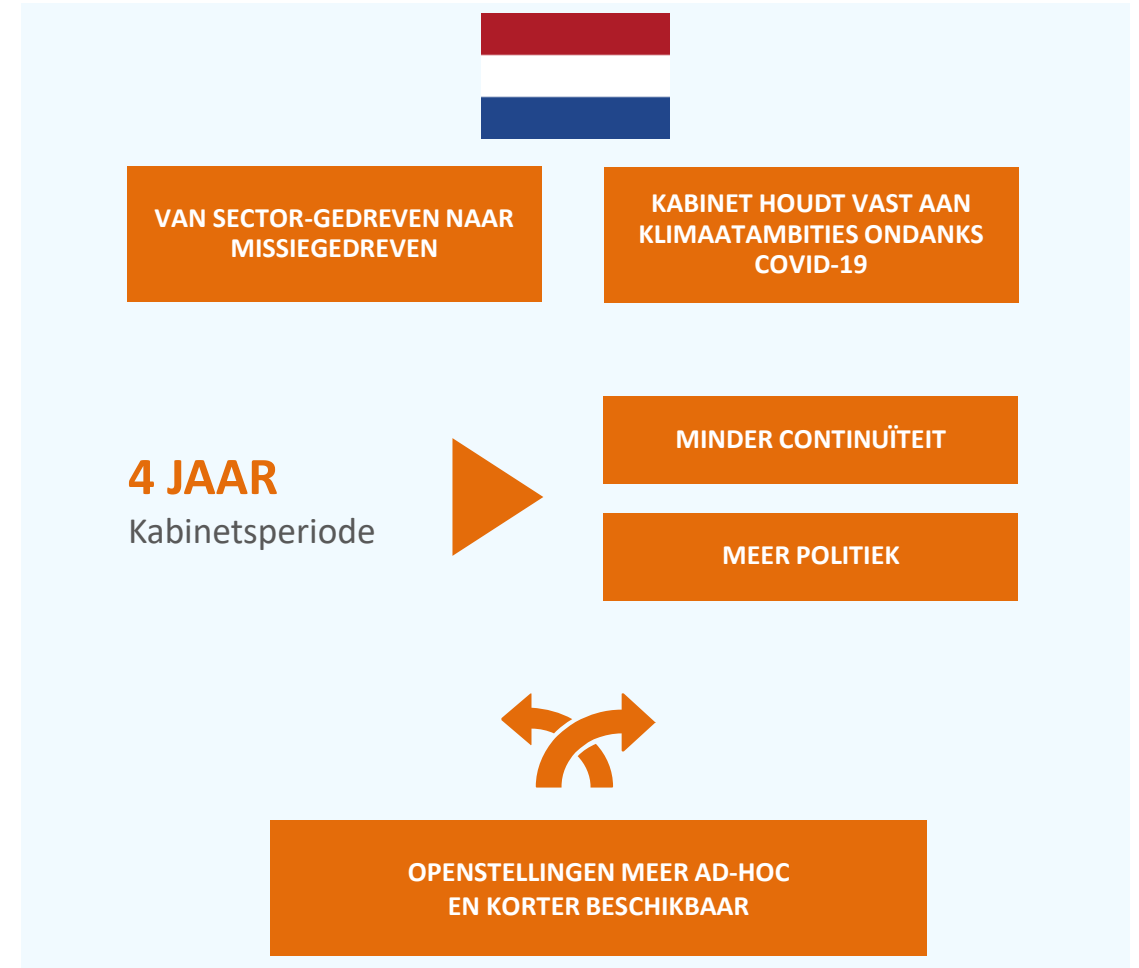 VAN SECTOR-GEDREVEN NAAR
MISSIEGEDREVEN
KABINET HOUDT VAST AAN
KLIMAATAMBITIES ONDANKS
COVID-19
4 JAAR
Kabinetsperiode
MINDER CONTINUÏTEIT
MEER POLITIEK
OPENSTELLINGEN MEER AD-HOC
EN KORTER BESCHIKBAAR